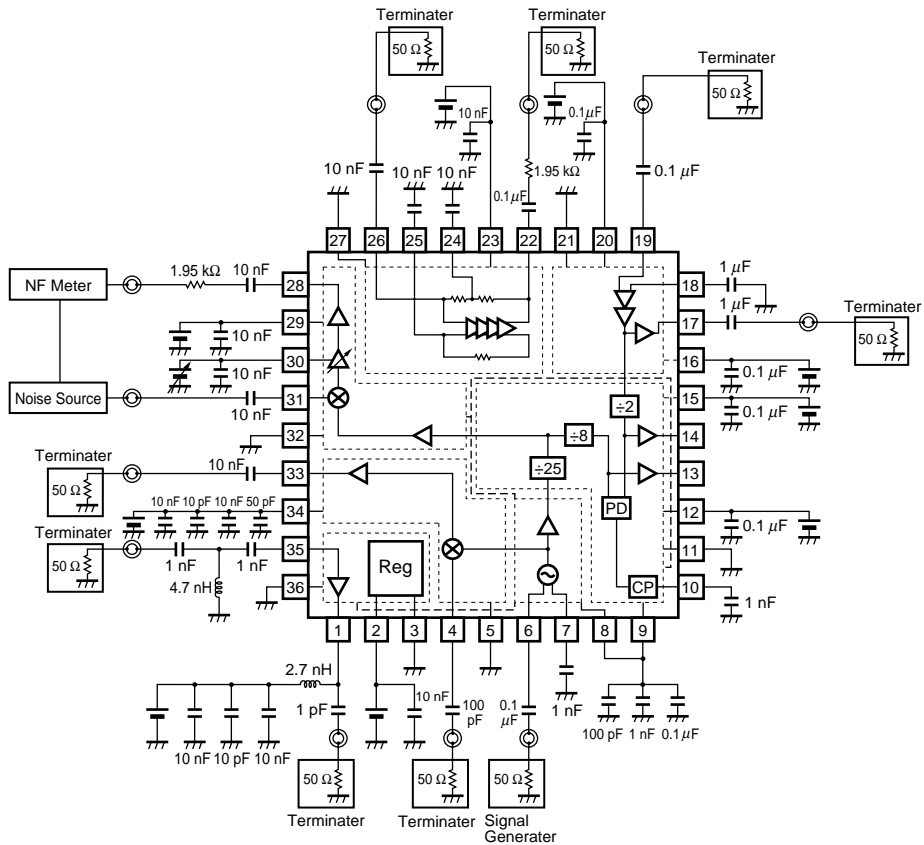 Terminater
50 Ω
Terminater
50 Ω
Terminater
50 Ω
10 nF
0.1 μF
10 nF
10 nF
10 nF
1.95 kΩ
0.1 μF
0.1 μF
27 26 25 24 23 22 21 20 19
NF Meter
1.95 kΩ
10 nF
28
18
1 μF
1 μF
Terminater
50 Ω
29
10 nF
17
30
10 nF
16
0.1 μF
Noise Source
10 nF
31
15
0.1 μF
÷2
32
÷8
14
Terminater
50 Ω
10 nF
33
÷25
13
10 nF 10 pF 10 nF 50 pF
34
PD
12
0.1 μF
Terminater
50 Ω
1 nF
1 nF
35
11
4.7 nH
36
Reg
CP
10
1 nF
1 2 3 4 5 6 7 8 9
2.7 nH
1 pF
10 nF
100
pF
0.1
μF
1 nF
100 pF 1 nF 0.1 μF
10 nF 10 pF 10 nF
50 Ω
Terminater
50 Ω
Terminater
50 Ω
Signal
Generater